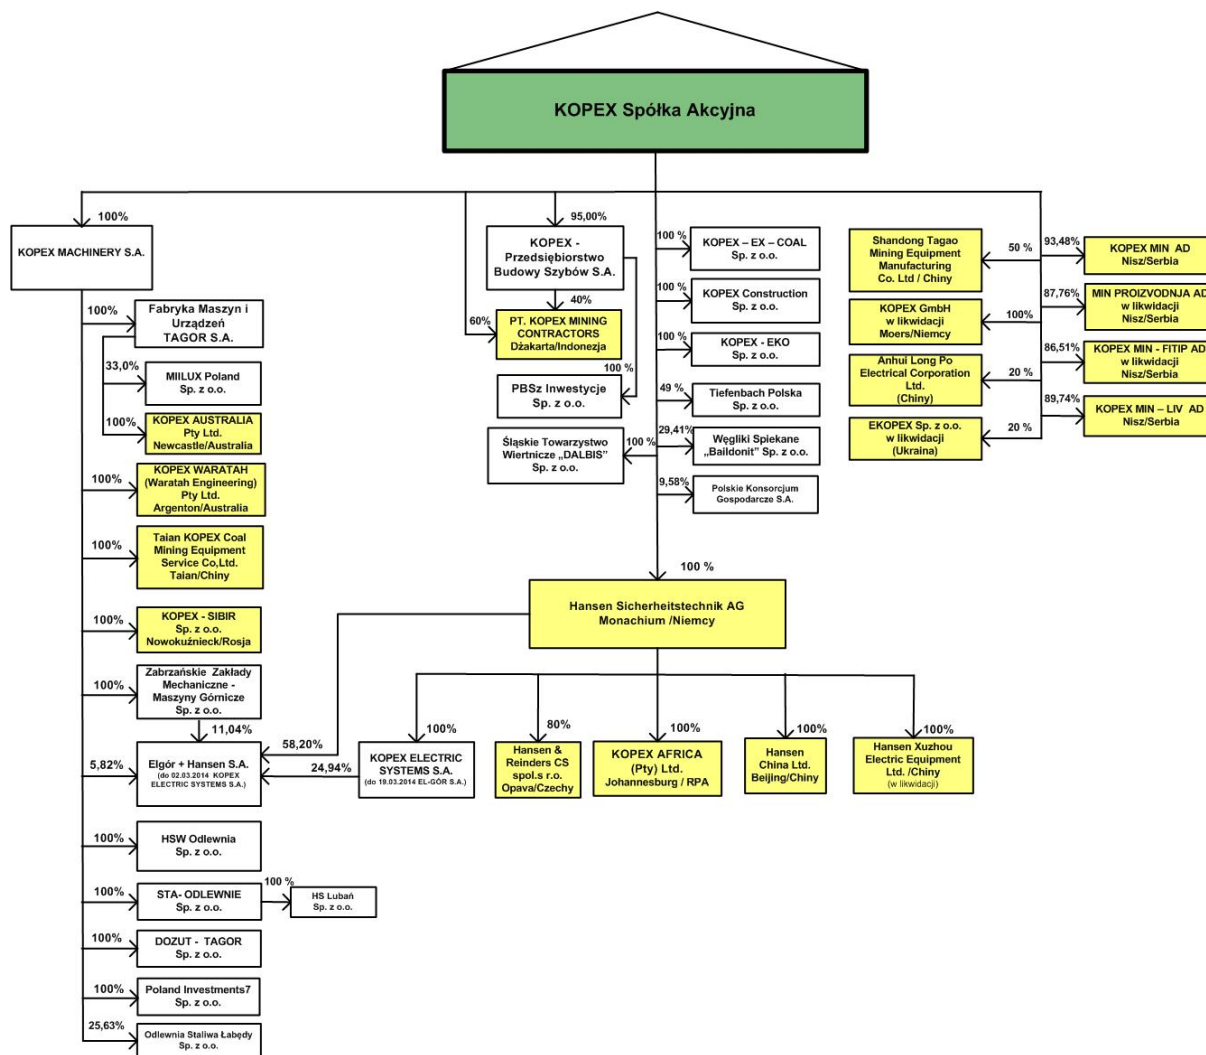 KOPEX Spółka Akcyjna
100%
KOPEX MACHINERY S.A.
100%
Fabryka Maszyn i
Urządzeń
TAGOR S.A.
33,0%
MIILUX Poland
Sp. z o.o.
100%
KOPEX AUSTRALIA
Pty Ltd.
Newcastle/Australia
100%
KOPEX WARATAH
(Waratah Engineering)
Pty Ltd.
Argenton/Australia
100%
Taian KOPEX Coal
Mining Equipment
Service Co,Ltd.
Taian/Chiny
100%
KOPEX - SIBIR
Sp. z o.o.
Nowokuźnieck/Rosja
100%
Zabrzańskie Zakłady
Mechaniczne -
Maszyny Górnicze
Sp. z o.o.
11,04%
5,82%
Elgór + Hansen S.A.
(do 02.03.2014 KOPEX
ELECTRIC SYSTEMS S.A.)
58,20%
24,94%
100%
HSW Odlewnia
Sp. z o.o.
100%
STA- ODLEWNIE
Sp. z o.o.
100 %
HS Lubań
Sp. z o.o.
100%
DOZUT - TAGOR
Sp. z o.o.
100%
Poland Investments7
Sp. z o.o.
25,63%
Odlewnia Staliwa Łabędy
Sp. z o.o.
95,00%
KOPEX -
Przedsiębiorstwo
Budowy Szybów S.A.
40%
60%
PT. KOPEX MINING
CONTRACTORS
Dżakarta/Indonezja
100 %
PBSz Inwestycje
Sp. z o.o.
Śląskie Towarzystwo
Wiertnicze „DALBIS”
Sp. z o.o.
100 %
100 %
KOPEX – EX – COAL
Sp. z o.o.
100 %
KOPEX Construction
Sp. z o.o.
100 %
KOPEX - EKO
Sp. z o.o.
49 %
Tiefenbach Polska
Sp. z o.o.
29,41%
Węgliki Spiekane
„Baildonit” Sp. z o.o.
9,58%
Polskie Konsorcjum
Gospodarcze S.A.
Shandong Tagao
Mining Equipment
Manufacturing
Co. Ltd / Chiny
50 %
KOPEX GmbH
w likwidacji
Moers/Niemcy
100%
Anhui Long Po
Electrical Corporation
Ltd.
(Chiny)
20 %
EKOPEX Sp. z o.o.
w likwidacji
(Ukraina)
20 %
93,48%
KOPEX MIN AD
Nisz/Serbia
87,76%
MIN PROIZVODNJA AD
w likwidacji
Nisz/Serbia
86,51%
KOPEX MIN - FITIP AD
w likwidacji
Nisz/Serbia
89,74%
KOPEX MIN – LIV AD
Nisz/Serbia
100 %
Hansen Sicherheitstechnik AG
Monachium /Niemcy
100%
KOPEX ELECTRIC
SYSTEMS S.A.
(do 19.03.2014 EL-GÓR S.A.)
80%
Hansen &
Reinders CS
spol.s r.o.
Opava/Czechy
100%
KOPEX AFRICA
(Pty) Ltd.
Johannesburg / RPA
100%
Hansen
China Ltd.
Beijing/Chiny
100%
Hansen Xuzhou
Electric Equipment
Ltd. /Chiny
(w likwidacji)